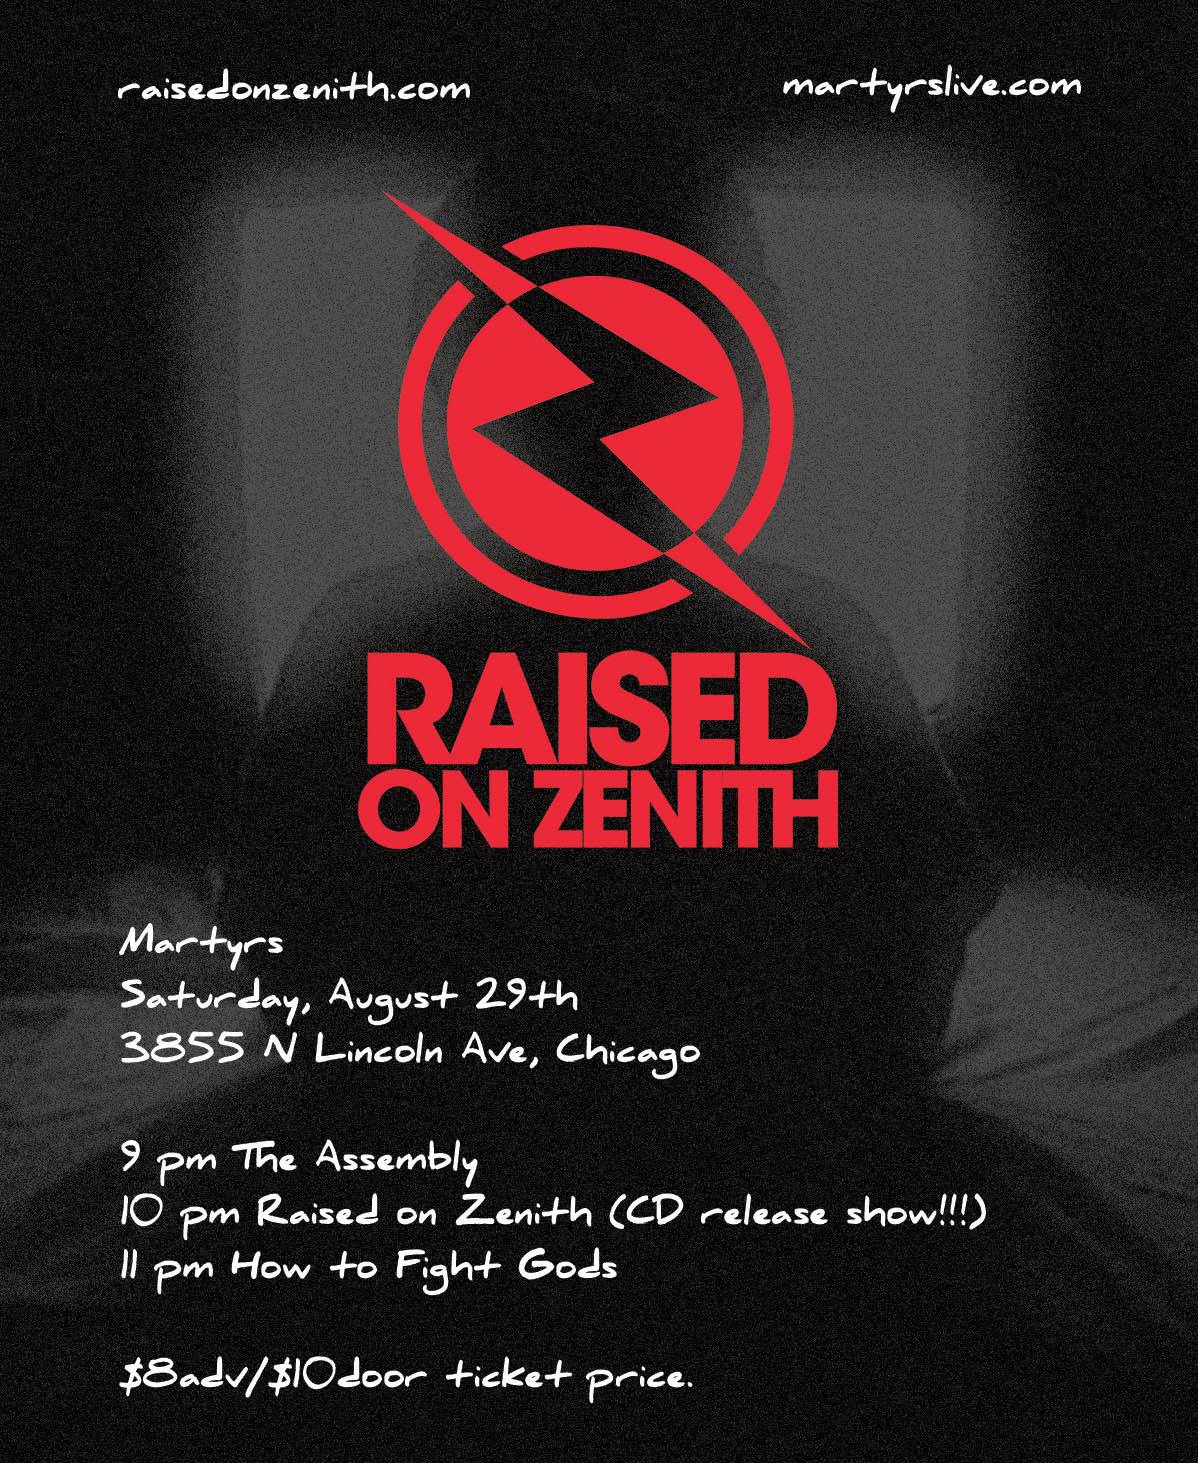 raisedonzenith.com
martyrslive.com
RAISED
ON ZENITH
Martyrs
Saturday, August 29th
3855 N Lincoln Ave, Chicago
9 pm The Assembly
10 pm Raised on Zenith (CD release show!!!)
11 pm How to Fight Gods
$8adv/$10door ticket price.